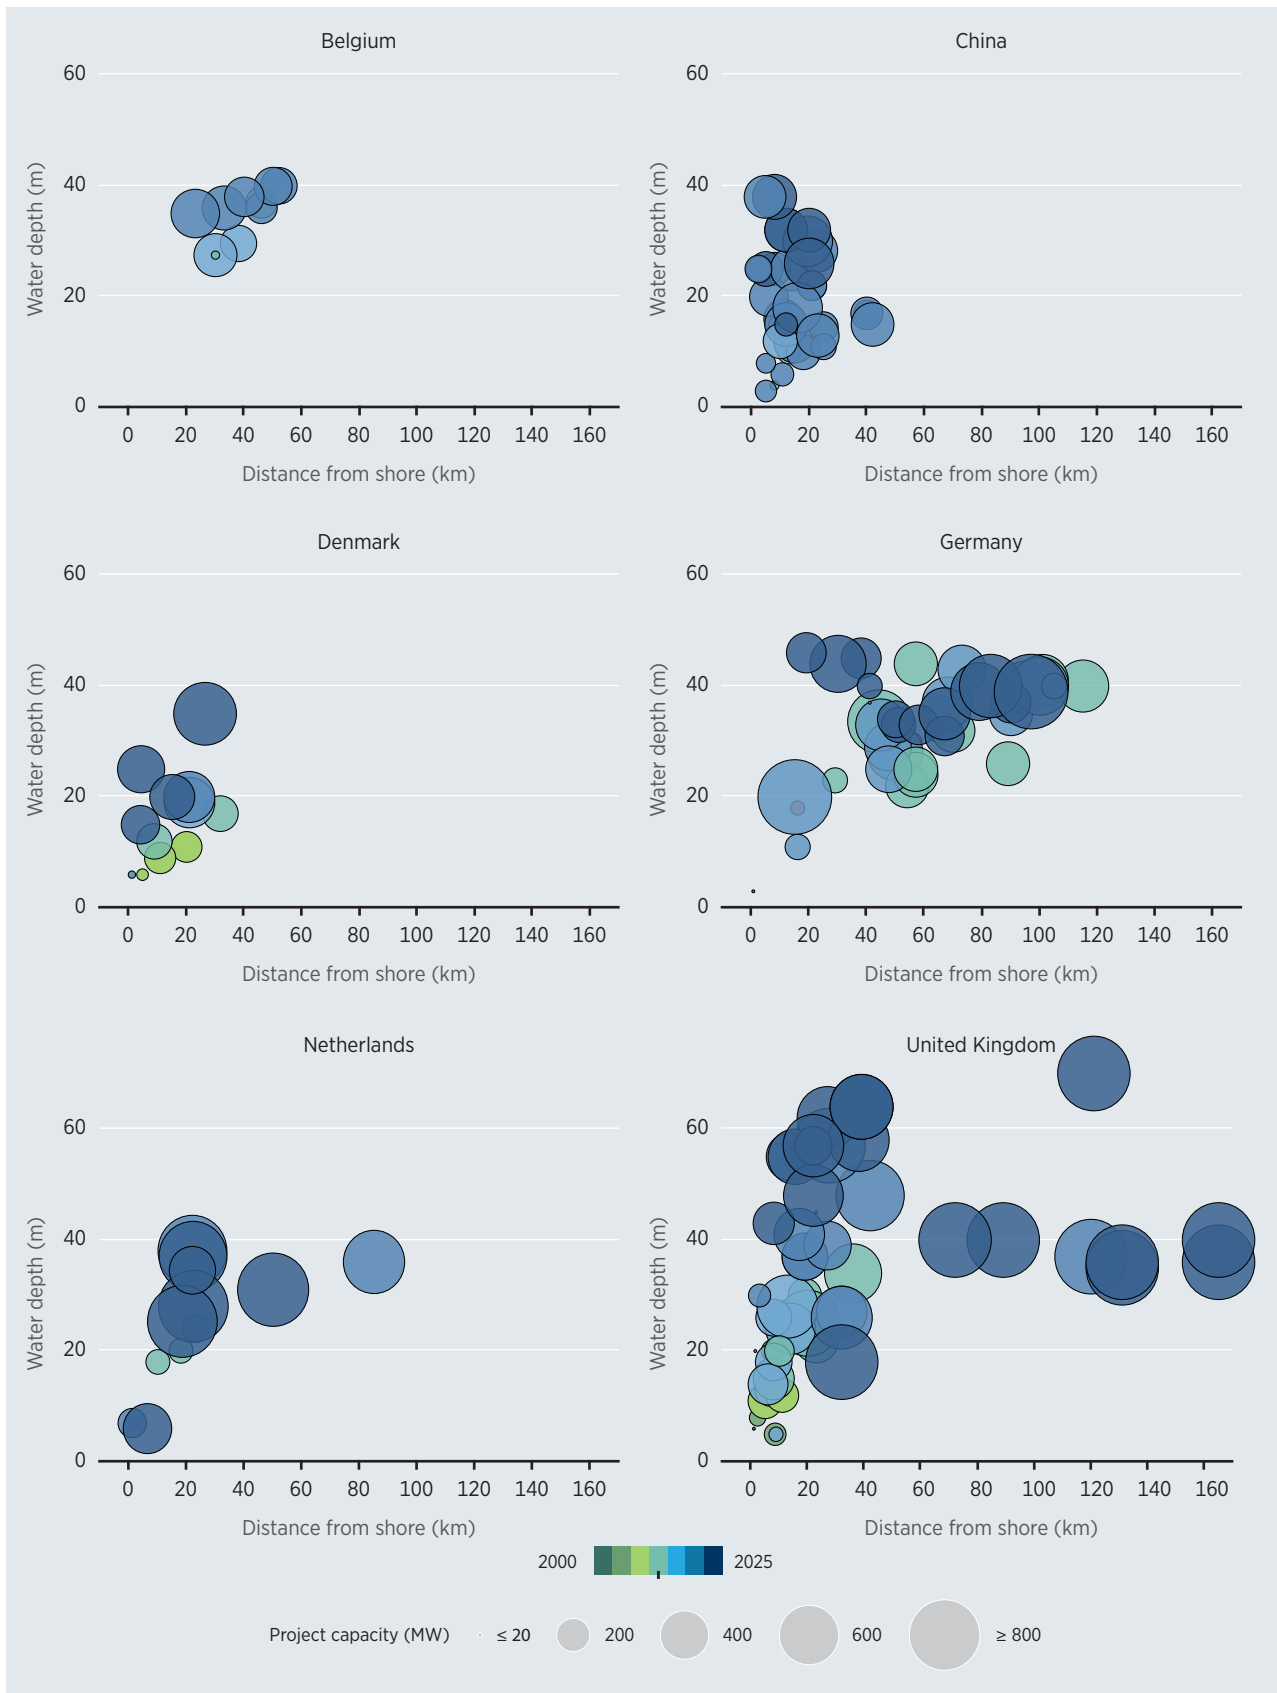 Belgium
China
60
40
20
0
Water depth (m)
0 20 40 60 80 100 120 140 160
Distance from shore (km)
60
40
20
0
Water depth (m)
0 20 40 60 80 100 120 140 160
Distance from shore (km)
Denmark
Germany
60
40
20
0
Water depth (m)
0 20 40 60 80 100 120 140 160
Distance from shore (km)
60
40
20
0
Water depth (m)
0 20 40 60 80 100 120 140 160
Distance from shore (km)
Netherlands
United Kingdom
60
40
20
0
Water depth (m)
0 20 40 60 80 100 120 140 160
Distance from shore (km)
60
40
20
0
Water depth (m)
0 20 40 60 80 100 120 140 160
Distance from shore (km)
2000 2025
Project capacity (MW) ≤ 20 200 400 600 ≥ 800